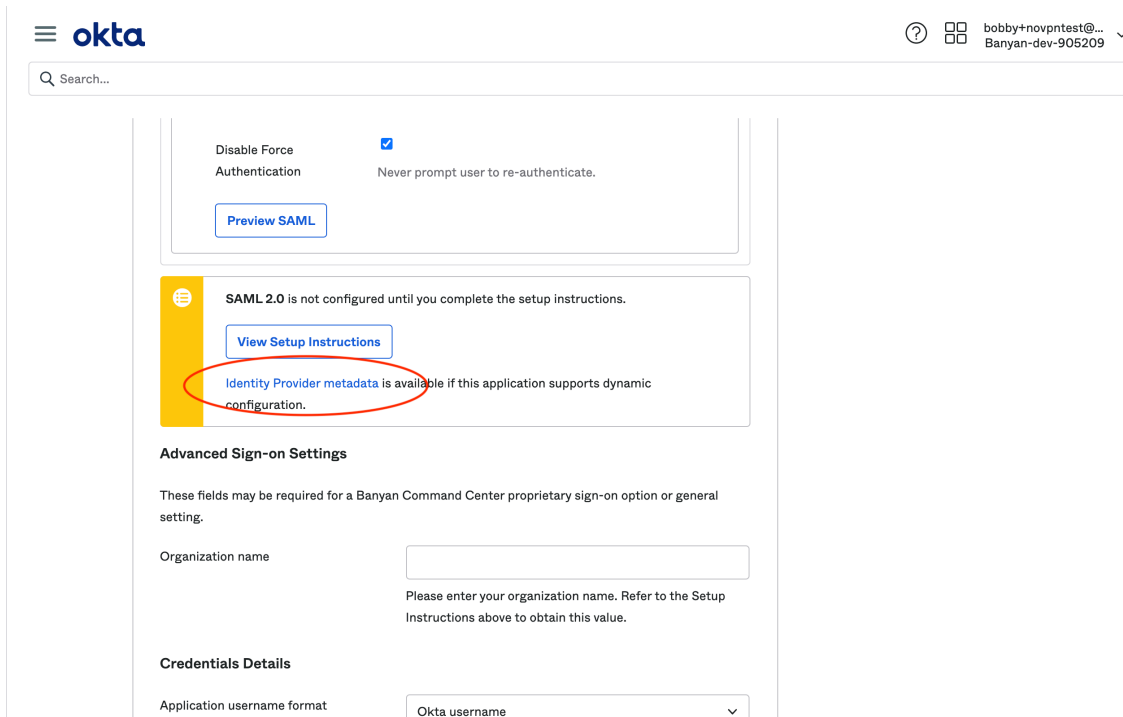 okta
bobby+novpntest@...
Banyan-dev-905209
Search...
Disable Force
Authentication
Never prompt user to re-authenticate.
Preview SAML
SAML 2.0 is not configured until you complete the setup instructions.
View Setup Instructions
Identity Provider metadata is available if this application supports dynamic
configuration.
Advanced Sign-on Settings
These fields may be required for a Banyan Command Center proprietary sign-on option or general
setting.
Organization name
Please enter your organization name. Refer to the Setup
Instructions above to obtain this value.
Credentials Details
Application username format
Okta username